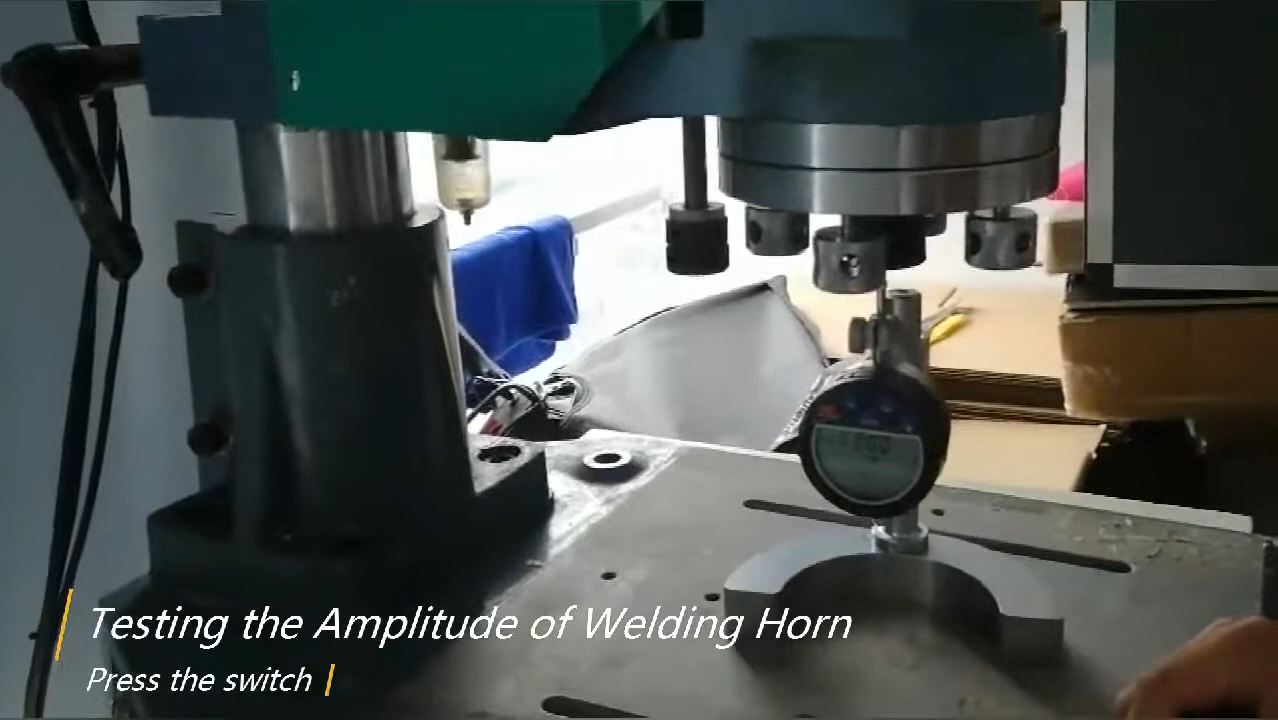 Testing the Amplitude of Welding Horn
Press the switch